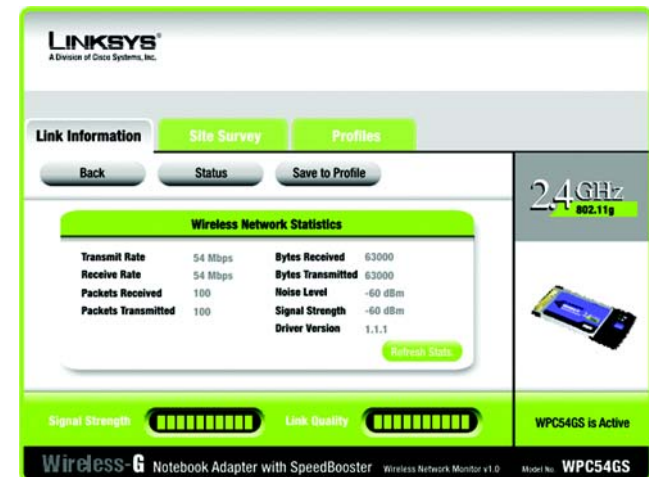 LINKSYS®
A Division of Cisco Systems, Inc.
Link Information Site Survey Profiles
Back Status Save to Profile
2.4 GHz
802.11g
Wireless Network Statistics
Transmit Rate 54 Mbps Bytes Received 63000
Receive Rate 54 Mbps Bytes Transmitted 63000
Packets Received 100 Noise Level -60 dBm
Packets Transmitted 100 Signal Strength -60 dBm
Driver Version 1.1.1
Refresh Stats.
Signal Strength Link Quality WPC54GS is Active
Wireless-G Notebook Adapter with SpeedBooster Wireless Network Monitor v1.0 Model No. WPC54GS